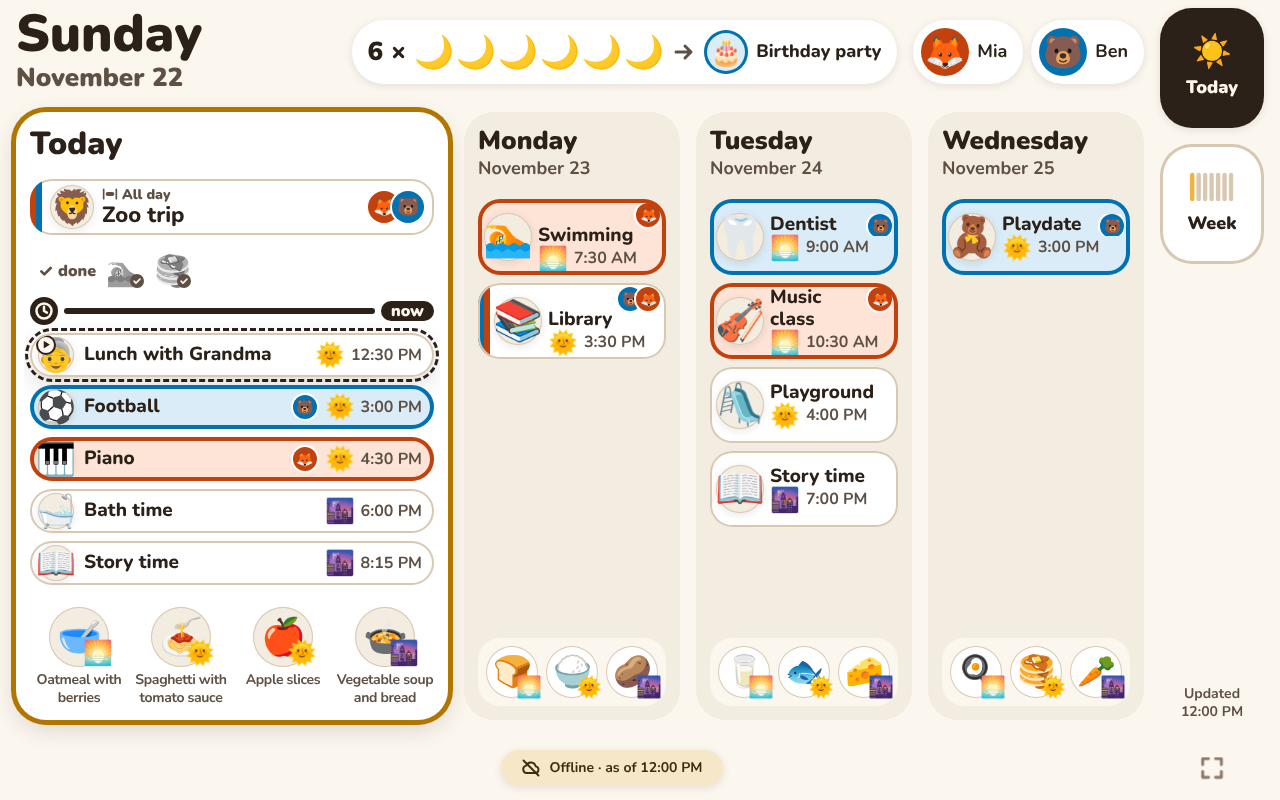 Sunday
November 22
6 ×
Birthday party
Mia
Ben
Today
Week
Today
All day
Zoo trip
done
now
Lunch with Grandma
12:30 PM
Football
3:00 PM
Piano
4:30 PM
Bath time
6:00 PM
Story time
8:15 PM
Oatmeal with
berries
Spaghetti with
tomato sauce
Apple slices
Vegetable soup
and bread
Monday
November 23
Swimming
7:30 AM
Library
3:30 PM
Tuesday
November 24
Dentist
9:00 AM
Music
class
10:30 AM
Playground
4:00 PM
Story time
7:00 PM
Wednesday
November 25
Playdate
3:00 PM
Updated
12:00 PM
Offline · as of 12:00 PM